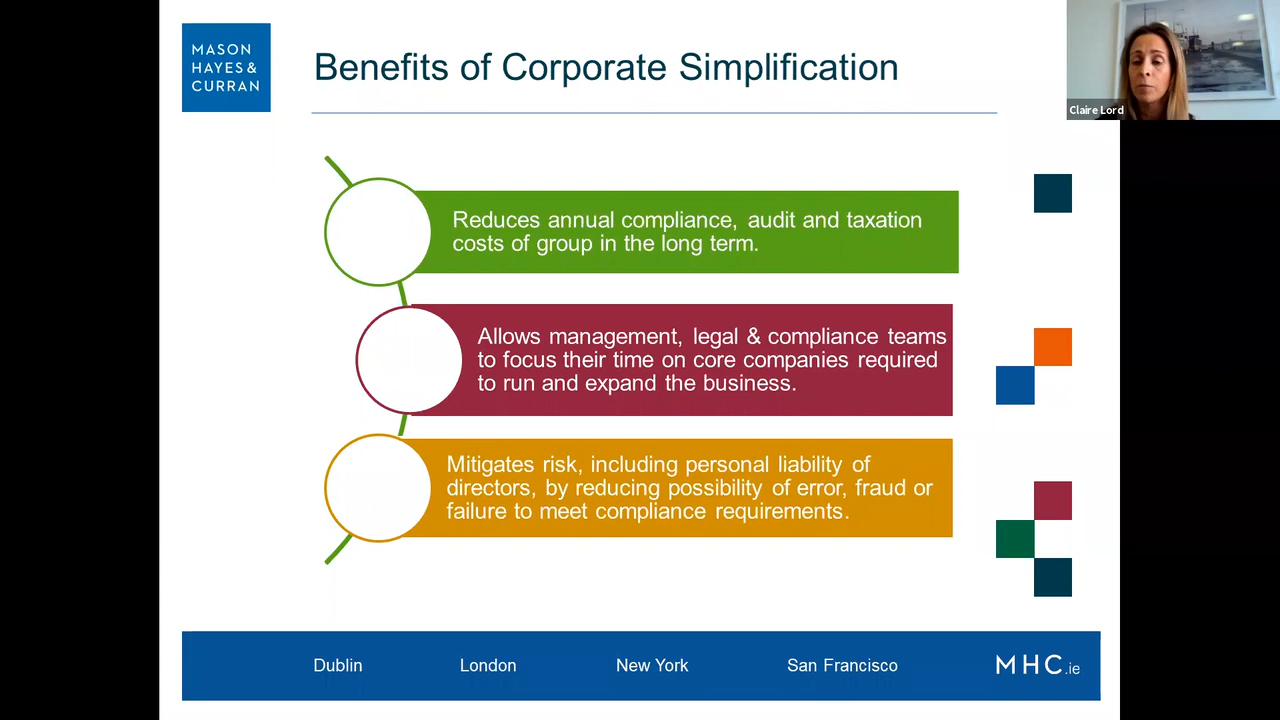 MASON
HAYES &
CURRAN
Benefits of Corporate Simplification
Claire Lord
Reduces annual compliance, audit and taxation
costs of group in the long term.
Allows management, legal & compliance teams
to focus their time on core companies required
to run and expand the business.
Mitigates risk, including personal liability of
directors, by reducing possibility of error, fraud or
failure to meet compliance requirements.
Dublin London New York San Francisco MHC.ie